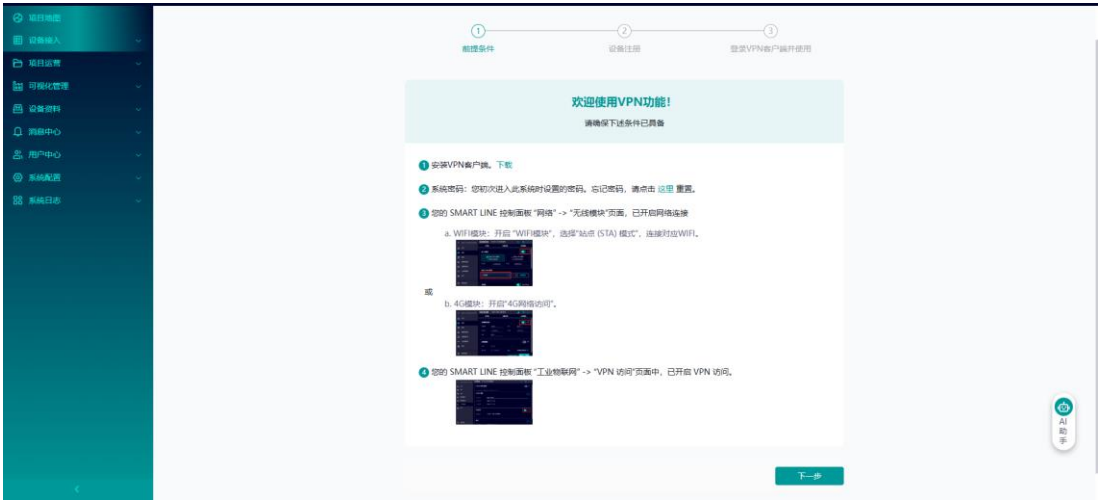 项目地图
设备接入
项目运营
可视化管理
设备资料
消息中心
用户中心
系统配置
系统日志
1 2 3
前提条件 设备注册 登录VPN客户端并使用
欢迎使用VPN功能!
请确保下述条件已具备
1 安装VPN客户端。下载
2 系统密码：您初次进入此系统时设置的密码。忘记密码，请点击 这里 重置。
3 您的 SMART LINE 控制面板 "网络" -> "无线模块"页面，已开启网络连接
a. WIFI模块：开启 "WIFI模块"，选择"站点 (STA) 模式"，连接对应WIFI。
或
b. 4G模块：开启"4G网络访问"。
4 您的 SMART LINE 控制面板 "工业物联网" -> "VPN 访问"页面中，已开启 VPN 访问。
AI
助
手
下一步